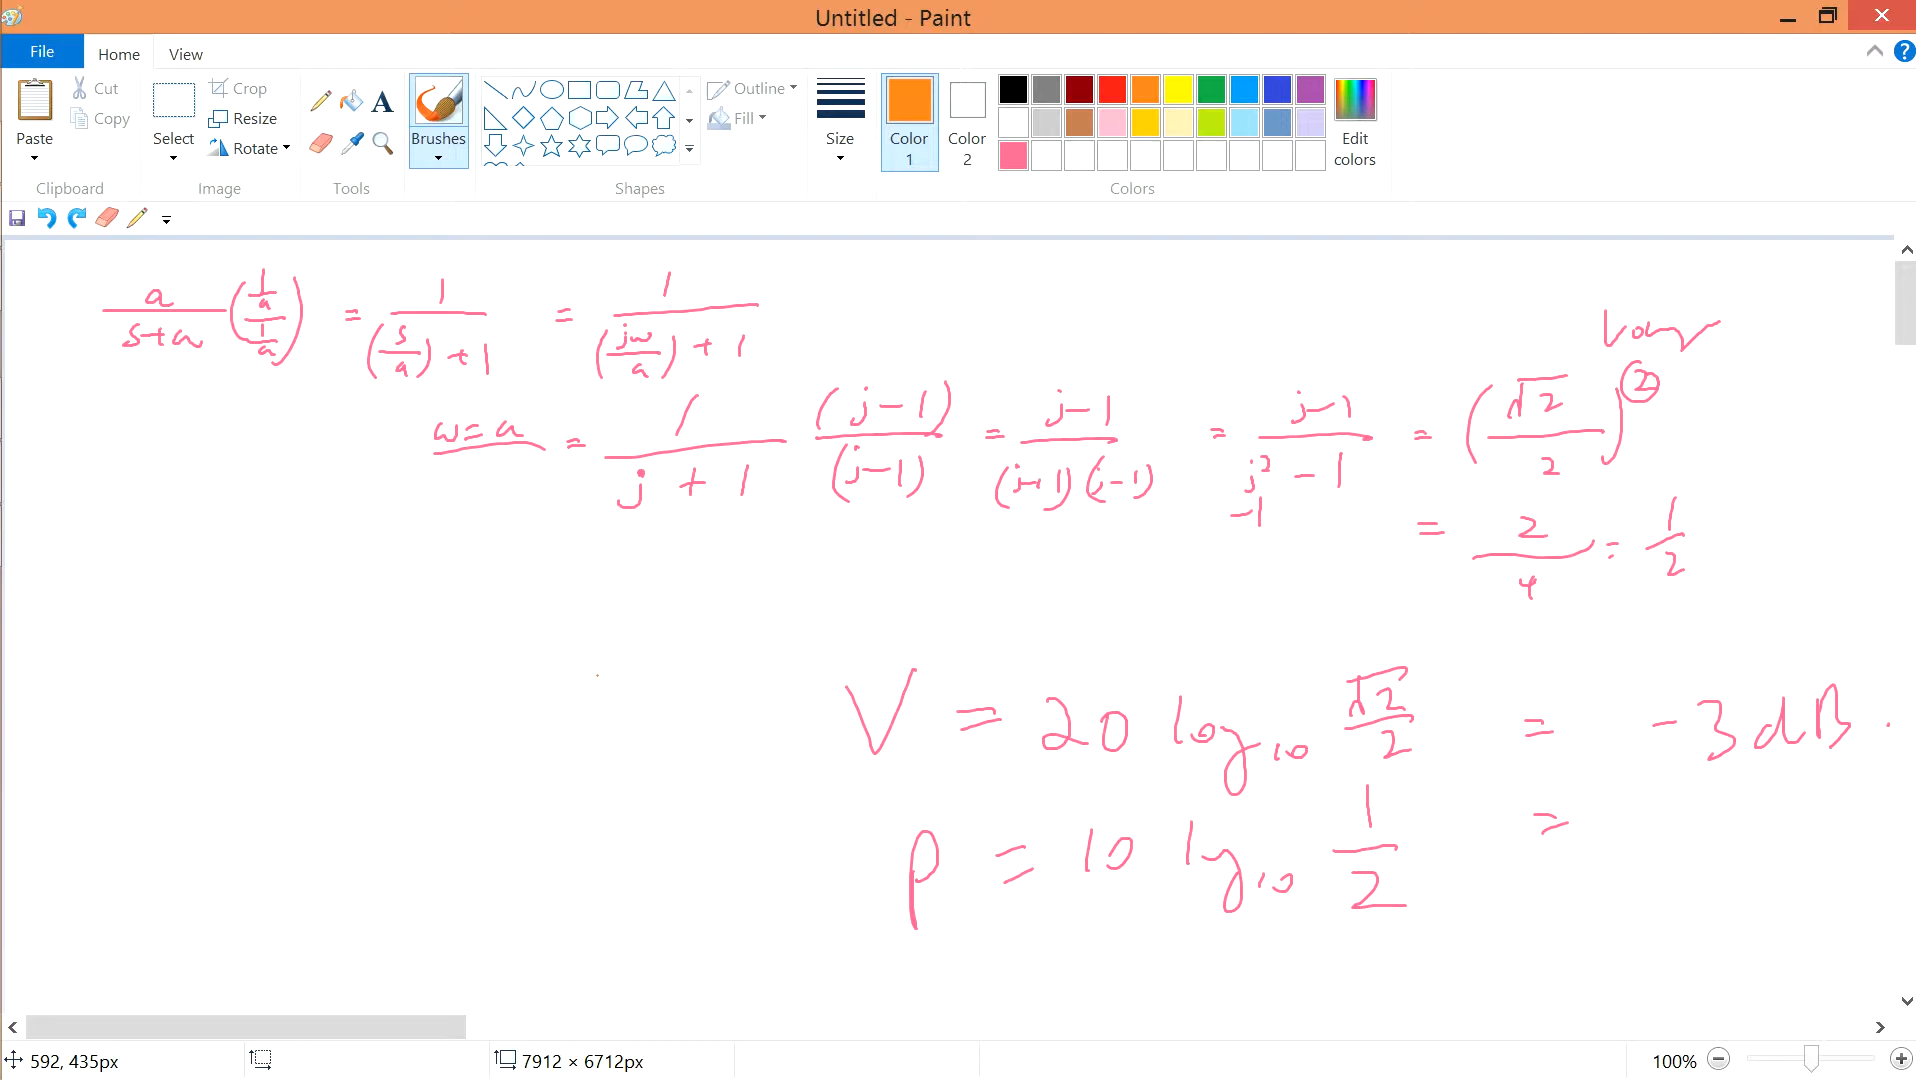 Untitled - Paint
File Home View
Cut Crop Outline
Copy Resize Fill
Paste Select Rotate Brushes Size Color 1 Color 2 Edit colors
Clipboard Image Tools Shapes Colors
a/(s+a) ((1/a)/(1/a)) = 1/((s/a) + 1) = 1/((jw/a) + 1)
w=a = 1/(j + 1) (j-1)/(j-1) = (j-1)/((j+1)(j-1)) = (j-1)/(j² - 1) = (√2/2)②
-1
= 2/4 = 1/2
V = 20 log₁₀ √2/2 = -3dB .
P = 10 log₁₀ 1/2 =
592, 435px 7912 × 6712px 100%